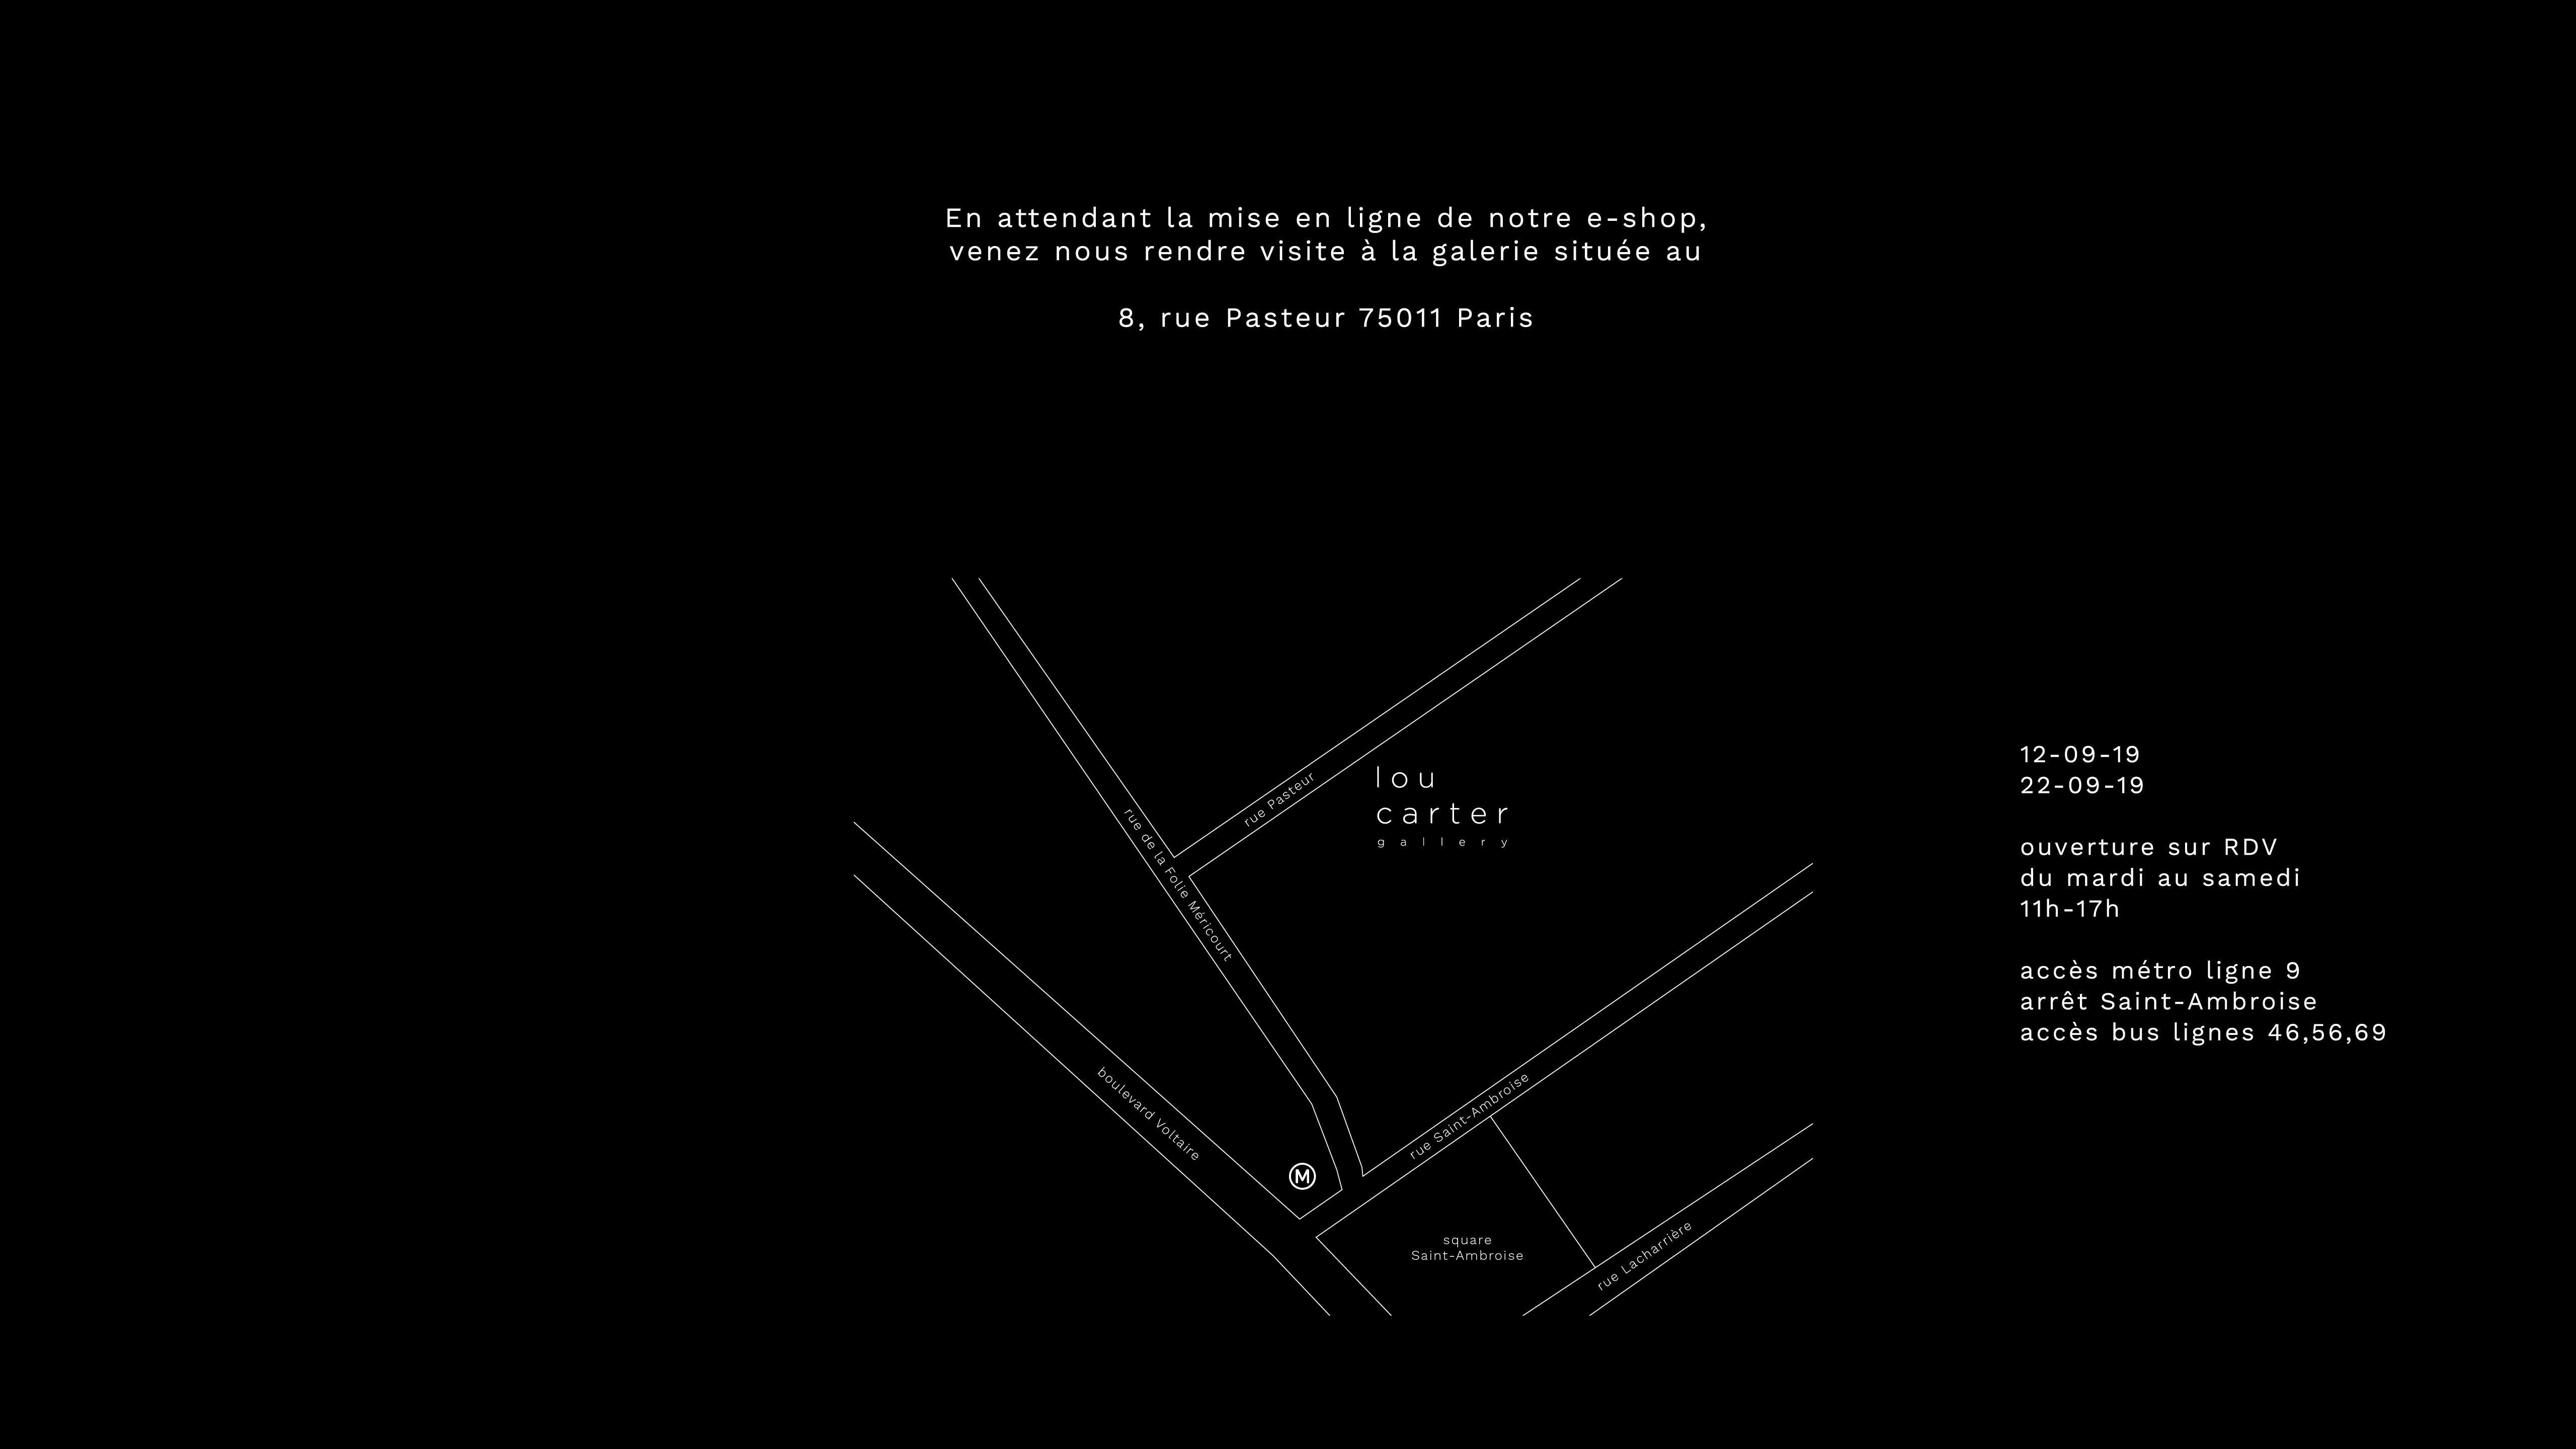 En attendant la mise en ligne de notre e-shop,
venez nous rendre visite à la galerie située au
8, rue Pasteur 75011 Paris
rue Pasteur
lou
carter
gallery
rue de la Folie Méricourt
boulevard Voltaire
M
rue Saint-Ambroise
square
Saint-Ambroise
rue Lacharrière
12-09-19
22-09-19
ouverture sur RDV
du mardi au samedi
11h-17h
accès métro ligne 9
arrêt Saint-Ambroise
accès bus lignes 46,56,69